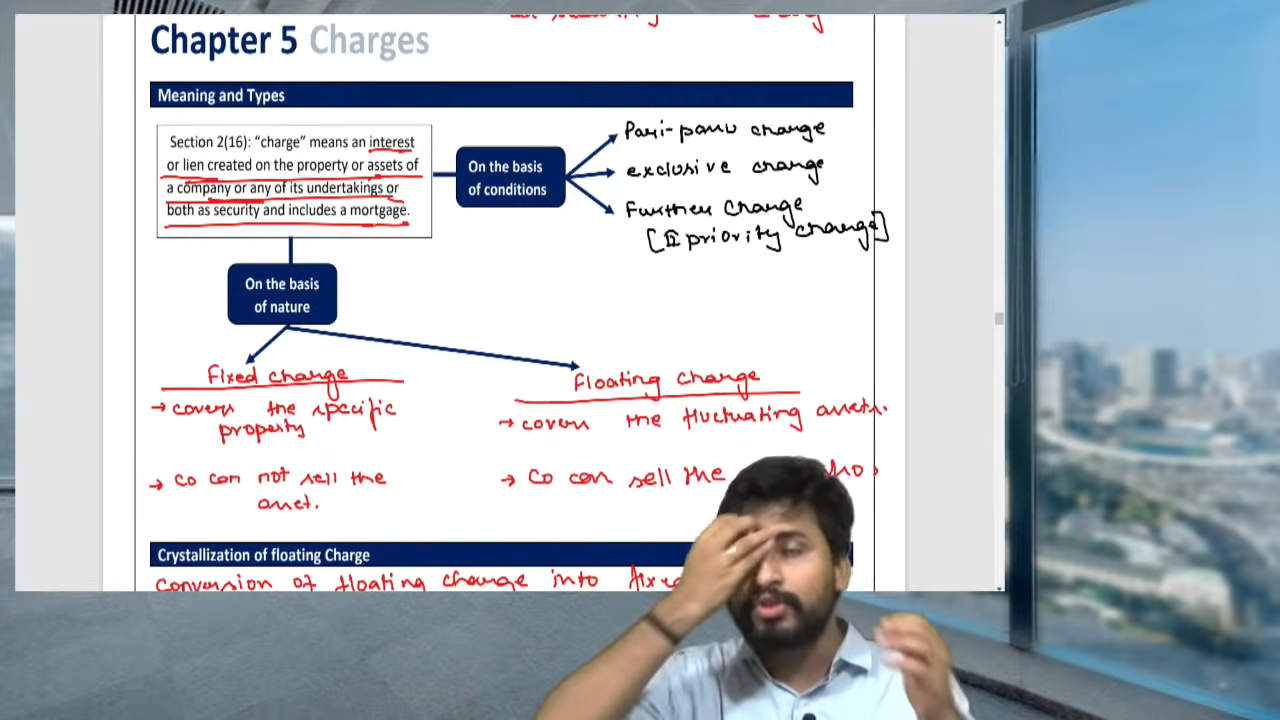 Chapter 5 Charges
Meaning and Types
Section 2(16): “charge” means an interest
or lien created on the property or assets of
a company or any of its undertakings or
both as security and includes a mortgage.
On the basis
of conditions
Pari-passu charge
exclusive charge
Further charge
[II priority charge]
On the basis
of nature
Fixed charge
→ covers the specific
property
→ Co can not sell the
asset.
Floating charge
→ covers the fluctuating assets.
→ Co can sell the
Crystallization of floating Charge
conversion of floating charge into fixed